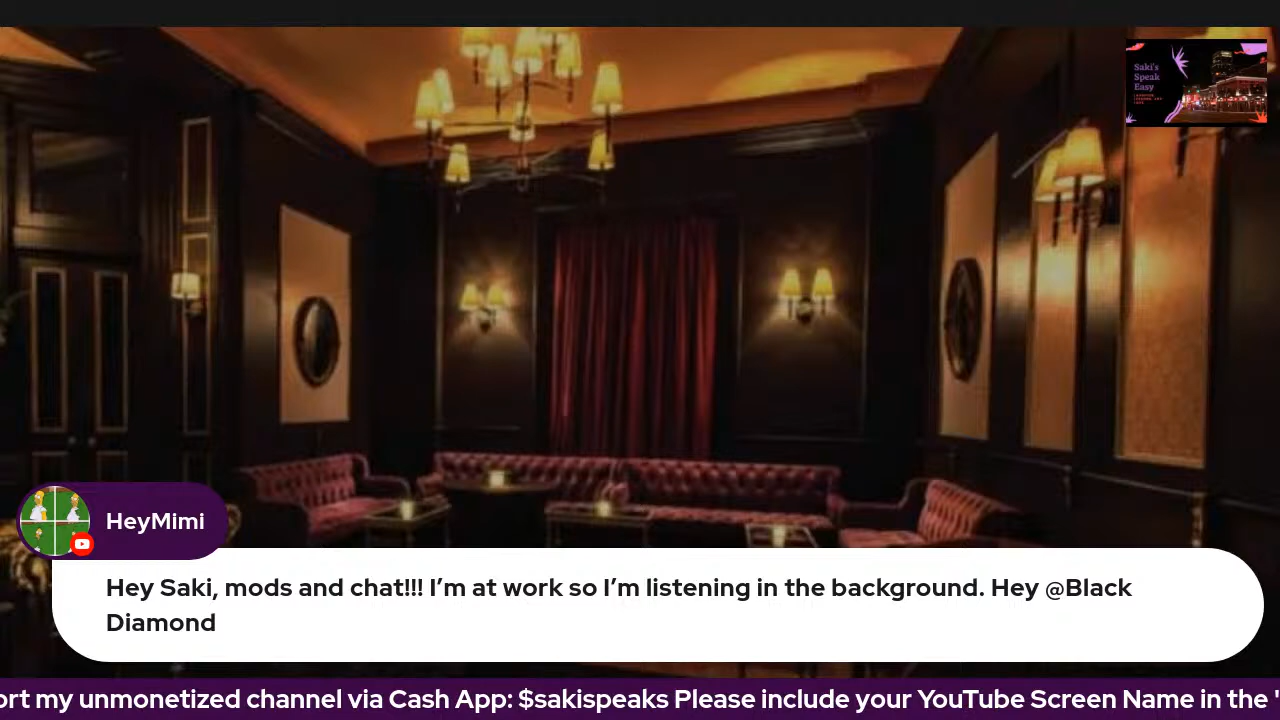 Saki's
Speak
Easy
HeyMimi
Hey Saki, mods and chat!!! I’m at work so I’m listening in the background. Hey @Black
Diamond
ort my unmonetized channel via Cash App: $sakispeaks Please include your YouTube Screen Name in the '